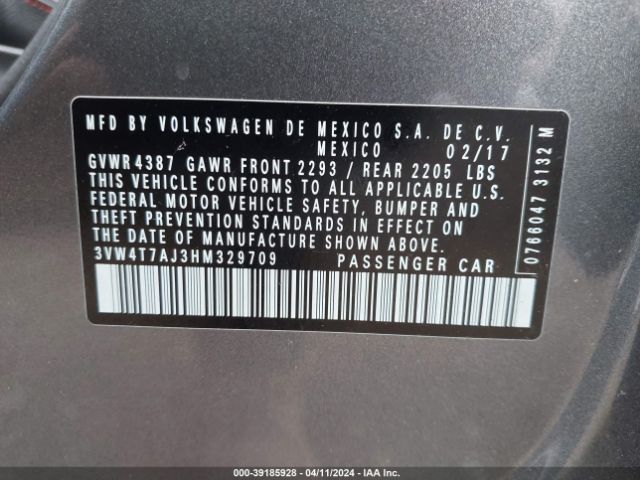 MFD BY VOLKSWAGEN DE MEXICO S.A. DE C.V.
MEXICO 02/17
GVWR 4387 GAWR FRONT 2293 / REAR 2205 LBS
THIS VEHICLE CONFORMS TO ALL APPLICABLE U.S.
FEDERAL MOTOR VEHICLE SAFETY, BUMPER AND
THEFT PREVENTION STANDARDS IN EFFECT ON
THE DATE OF MANUFACTURE SHOWN ABOVE.
3VW4T7AJ3HM329709 PASSENGER CAR
0766047 3132 M
000-39185928 - 04/11/2024 - IAA Inc.